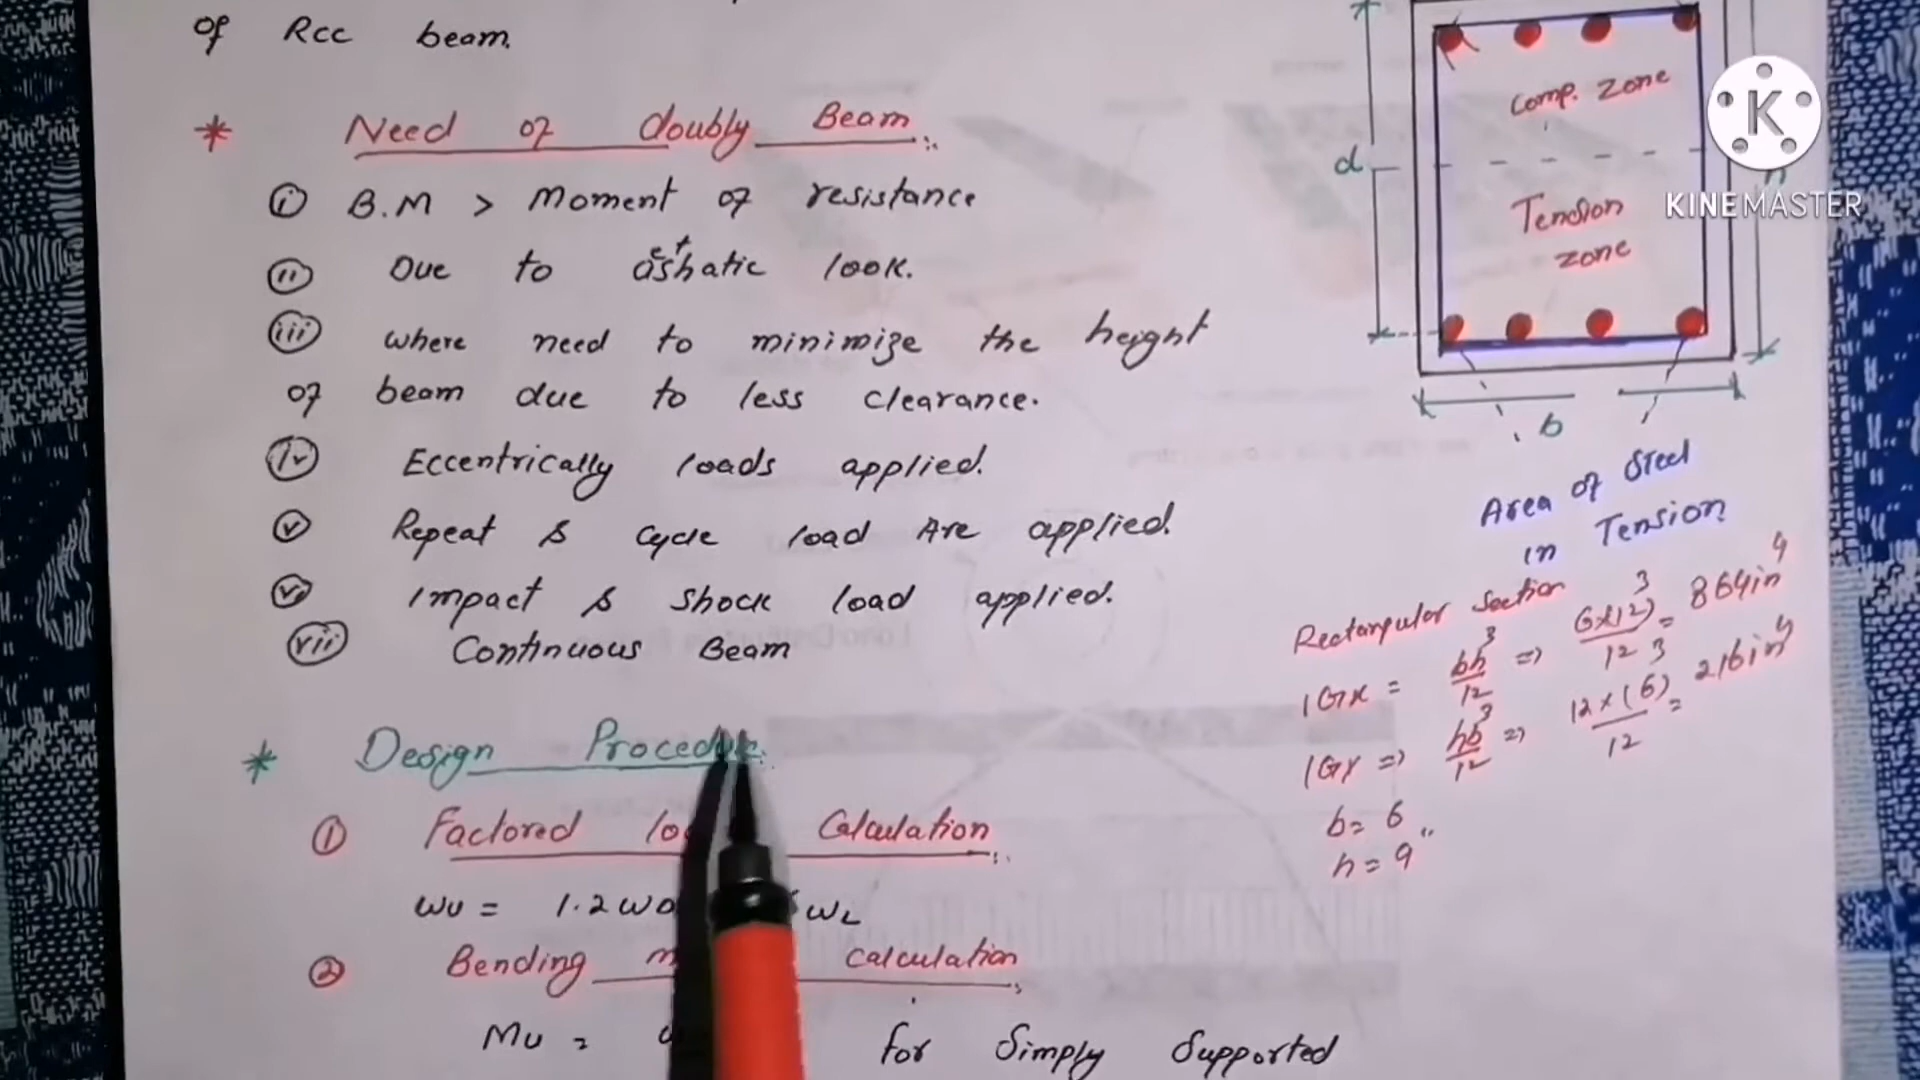 of Rcc beam.
* Need of doubly Beam
(i) B.M > Moment of resistance
(ii) Due to look.
(iii) where need to minimize the height
of beam due to less clearance.
(iv) Eccentrically loads applied.
(v) Repeat & cycle load Are applied.
(vi) Impact & shock load applied.
(vii) Continuous Beam
* Design Procedure
① Factored Calculation
Wu = 1.2 W WL
② Bending calculation
Mu = for simply supported
Comp. zone
Tension
zone
d
b
K
KINEMASTER
Area of Steel
in Tension
Rectangular section
IGx = bh³/12 => 6x(12)³/12 = 864in⁴
IGY => hb³/12 => 12x(6)³/12 = 216in⁴
b= 6
h = 9"